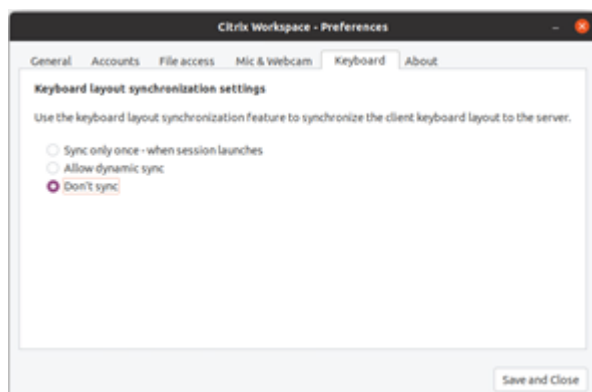 Citrix Workspace - Preferences
General Accounts File access Mic & Webcam Keyboard About
Keyboard layout synchronization settings
Use the keyboard layout synchronization feature to synchronize the client keyboard layout to the server.
Sync only once - when session launches
Allow dynamic sync
Don't sync
Save and Close